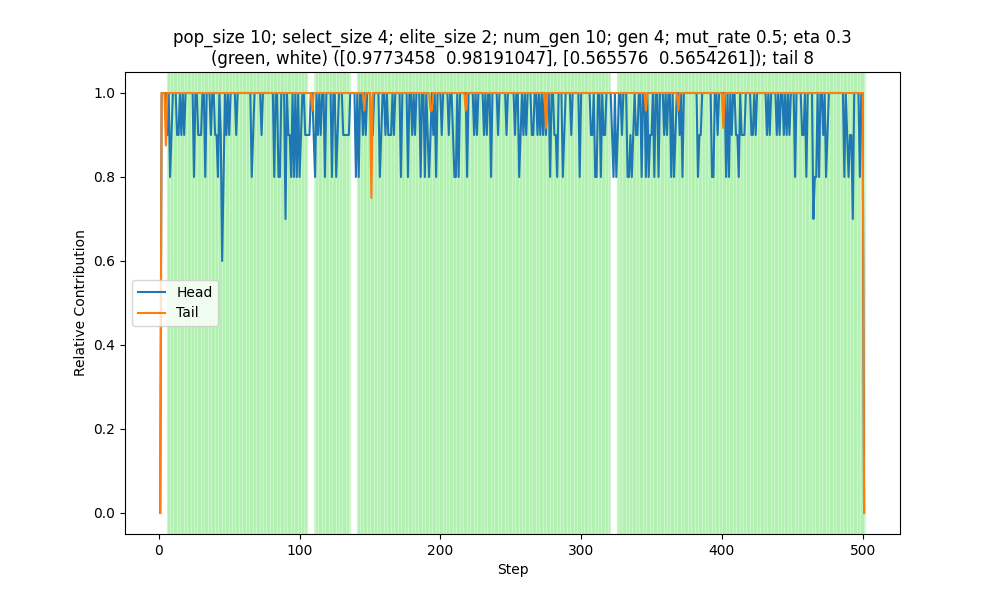 pop_size 10; select_size 4; elite_size 2; num_gen 10; gen 4; mut_rate 0.5; eta 0.3
(green, white) ([0.9773458  0.98191047], [0.565576  0.5654261]); tail 8
1.0
0.8
0.6
0.4
0.2
0.0
Relative Contribution
Head
Tail
0
100
200
300
400
500
Step